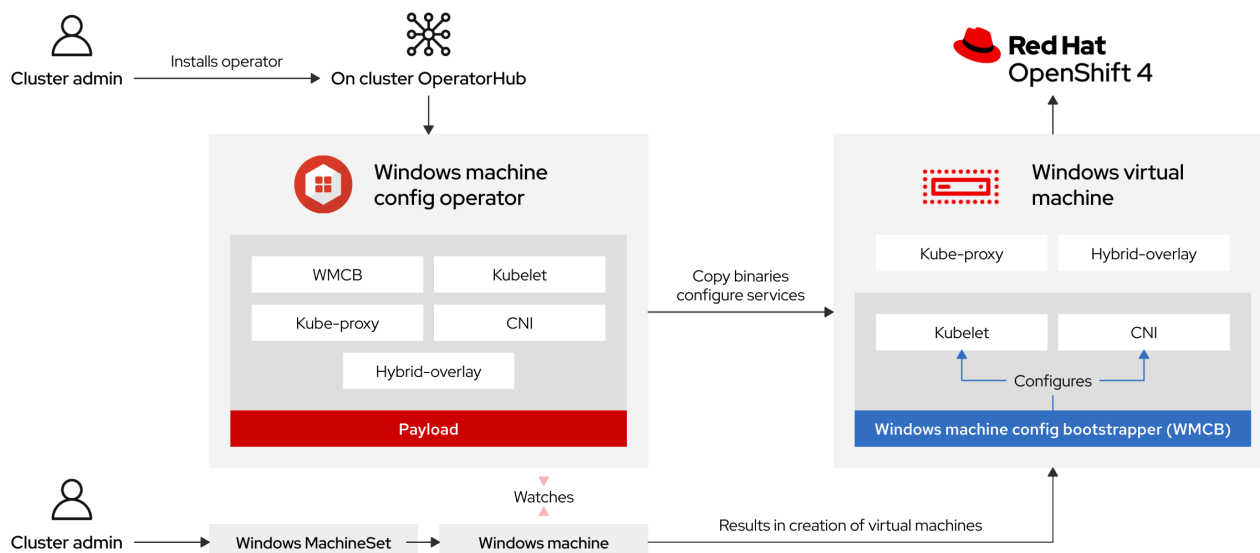 Cluster admin
Installs operator
On cluster OperatorHub
Red Hat
OpenShift 4
Windows machine
config operator
WMCB
Kubelet
Kube-proxy
CNI
Hybrid-overlay
Payload
Copy binaries
configure services
Windows virtual
machine
Kube-proxy
Hybrid-overlay
Kubelet
CNI
Configures
Windows machine config bootstrapper (WMCB)
Watches
Cluster admin
Windows MachineSet
Windows machine
Results in creation of virtual machines